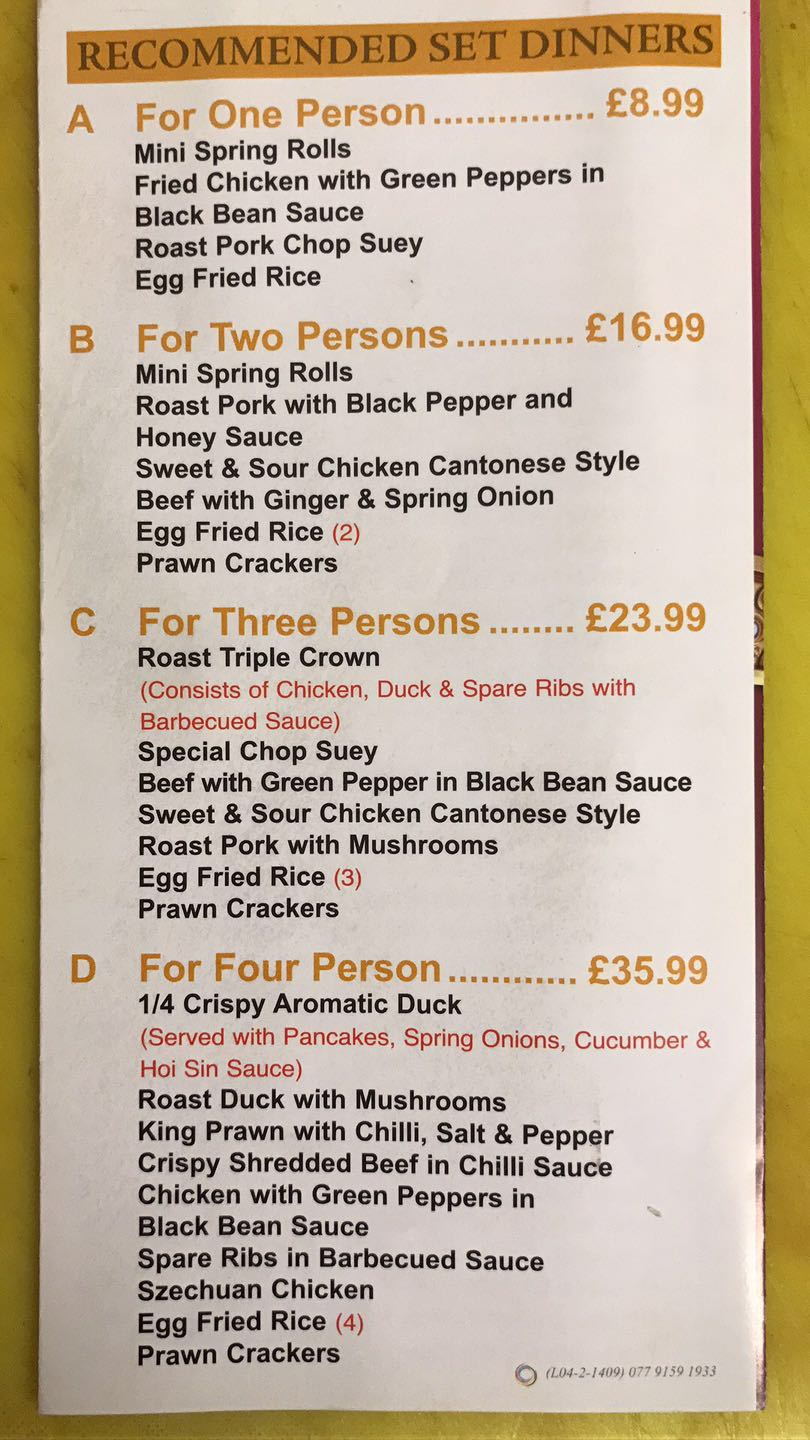 RECOMMENDED SET DINNERS
A For One Person............... £8.99
Mini Spring Rolls
Fried Chicken with Green Peppers in
Black Bean Sauce
Roast Pork Chop Suey
Egg Fried Rice
B For Two Persons........... £16.99
Mini Spring Rolls
Roast Pork with Black Pepper and
Honey Sauce
Sweet & Sour Chicken Cantonese Style
Beef with Ginger & Spring Onion
Egg Fried Rice (2)
Prawn Crackers
C For Three Persons........ £23.99
Roast Triple Crown
(Consists of Chicken, Duck & Spare Ribs with
Barbecued Sauce)
Special Chop Suey
Beef with Green Pepper in Black Bean Sauce
Sweet & Sour Chicken Cantonese Style
Roast Pork with Mushrooms
Egg Fried Rice (3)
Prawn Crackers
D For Four Person............ £35.99
1/4 Crispy Aromatic Duck
(Served with Pancakes, Spring Onions, Cucumber &
Hoi Sin Sauce)
Roast Duck with Mushrooms
King Prawn with Chilli, Salt & Pepper
Crispy Shredded Beef in Chilli Sauce
Chicken with Green Peppers in
Black Bean Sauce
Spare Ribs in Barbecued Sauce
Szechuan Chicken
Egg Fried Rice (4)
Prawn Crackers
(L04-2-1409) 077 9159 1933